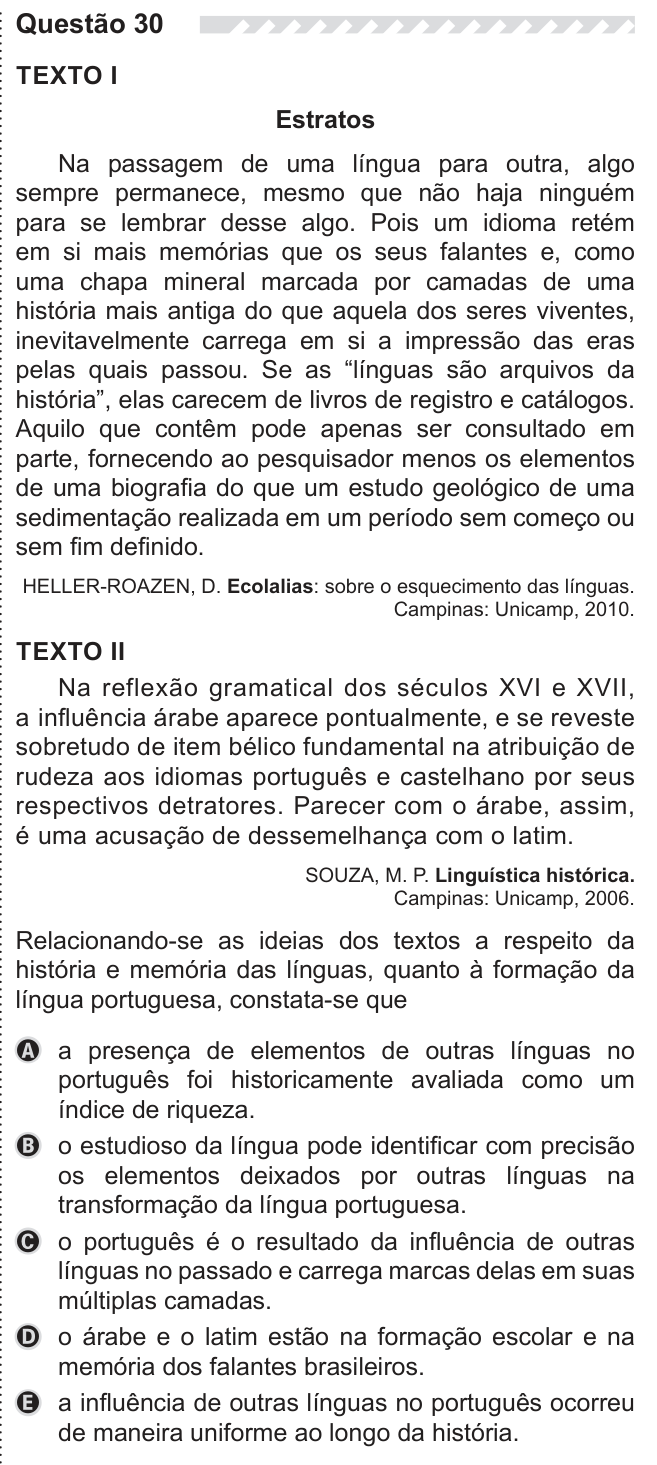 Questão 30
TEXTO I
Estratos
Na passagem de uma língua para outra, algo
sempre permanece, mesmo que não haja ninguém
para se lembrar desse algo. Pois um idioma retém
em si mais memórias que os seus falantes e, como
uma chapa mineral marcada por camadas de uma
história mais antiga do que aquela dos seres viventes,
inevitavelmente carrega em si a impressão das eras
pelas quais passou. Se as “línguas são arquivos da
história”, elas carecem de livros de registro e catálogos.
Aquilo que contêm pode apenas ser consultado em
parte, fornecendo ao pesquisador menos os elementos
de uma biografia do que um estudo geológico de uma
sedimentação realizada em um período sem começo ou
sem fim definido.
HELLER-ROAZEN, D. Ecolalias: sobre o esquecimento das línguas.
Campinas: Unicamp, 2010.
TEXTO II
Na reflexão gramatical dos séculos XVI e XVII,
a influência árabe aparece pontualmente, e se reveste
sobretudo de item bélico fundamental na atribuição de
rudeza aos idiomas português e castelhano por seus
respectivos detratores. Parecer com o árabe, assim,
é uma acusação de dessemelhança com o latim.
SOUZA, M. P. Linguística histórica.
Campinas: Unicamp, 2006.
Relacionando-se as ideias dos textos a respeito da
história e memória das línguas, quanto à formação da
língua portuguesa, constata-se que
A a presença de elementos de outras línguas no
português foi historicamente avaliada como um
índice de riqueza.
B o estudioso da língua pode identificar com precisão
os elementos deixados por outras línguas na
transformação da língua portuguesa.
C o português é o resultado da influência de outras
línguas no passado e carrega marcas delas em suas
múltiplas camadas.
D o árabe e o latim estão na formação escolar e na
memória dos falantes brasileiros.
E a influência de outras línguas no português ocorreu
de maneira uniforme ao longo da história.